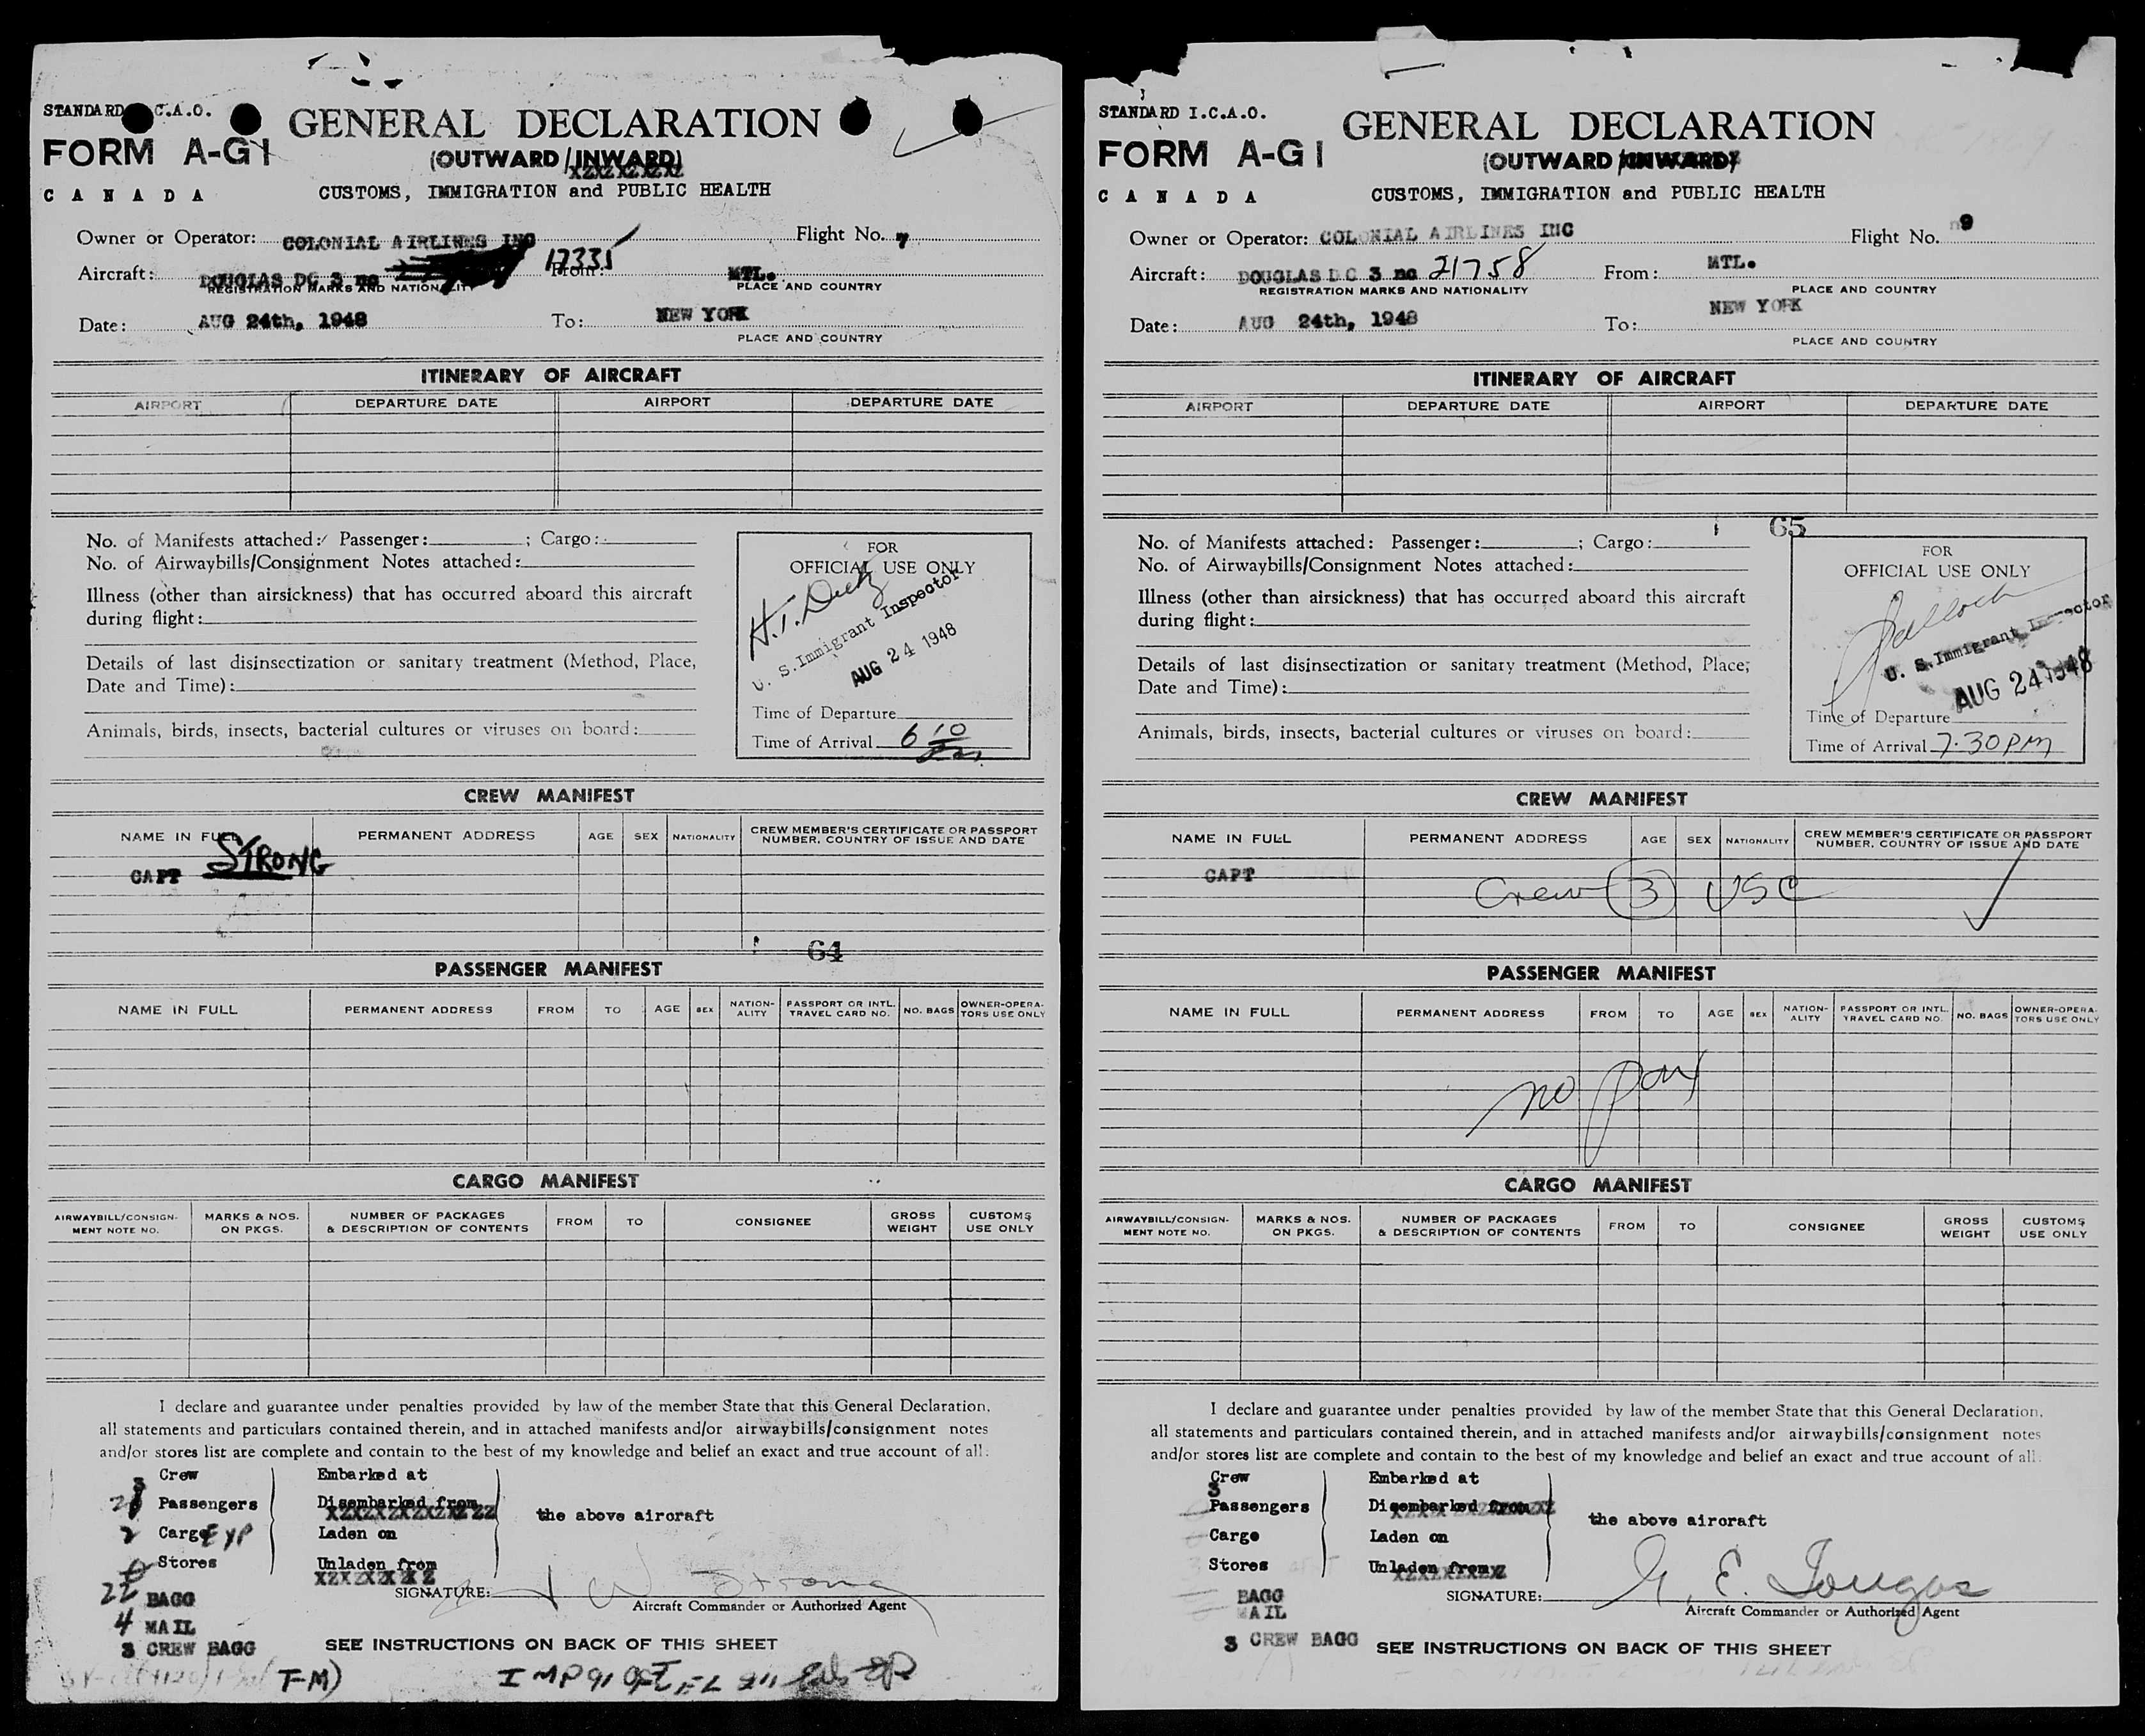 STANDARD C.A.O.
GENERAL DECLARATION
FORM A-G1
(OUTWARD/INWARD)
CANADA
CUSTOMS, IMMIGRATION and PUBLIC HEALTH
Owner or Operator: COLONIAL AIRLINES INC
Flight No. 7
Aircraft: DOUGLAS DC 3 nc 17335
From: MTL.
REGISTRATION MARKS AND NATIONALITY
PLACE AND COUNTRY
Date: AUG 24th, 1948
To: NEW YORK
PLACE AND COUNTRY
ITINERARY OF AIRCRAFT
AIRPORT DEPARTURE DATE AIRPORT DEPARTURE DATE
No. of Manifests attached: Passenger: ; Cargo:
No. of Airwaybills/Consignment Notes attached:
Illness (other than airsickness) that has occurred aboard this aircraft
during flight:
Details of last disinsectization or sanitary treatment (Method, Place,
Date and Time):
Animals, birds, insects, bacterial cultures or viruses on board:
FOR
OFFICIAL USE ONLY
U. S. Immigrant Inspector
AUG 24 1948
Time of Departure
Time of Arrival 6 10
CREW MANIFEST
NAME IN FULL PERMANENT ADDRESS AGE SEX NATIONALITY CREW MEMBER'S CERTIFICATE OR PASSPORT
NUMBER, COUNTRY OF ISSUE AND DATE
CAPT STRONG
64
PASSENGER MANIFEST
NAME IN FULL PERMANENT ADDRESS FROM TO AGE SEX NATION-ALITY PASSPORT OR INTL. TRAVEL CARD NO. NO. BAGS OWNER-OPERA-TORS USE ONLY
CARGO MANIFEST
AIRWAYBILL/CONSIGN-MENT NOTE NO. MARKS & NOS. ON PKGS. NUMBER OF PACKAGES & DESCRIPTION OF CONTENTS FROM TO CONSIGNEE GROSS WEIGHT CUSTOMS USE ONLY
I declare and guarantee under penalties provided by law of the member State that this General Declaration,
all statements and particulars contained therein, and in attached manifests and/or airwaybills/consignment notes
and/or stores list are complete and contain to the best of my knowledge and belief an exact and true account of all:
3 Crew
Embarked at
Passengers
Disembarked from
the above aircraft
2 Cargo EXP
Laden on
Stores
Unladen from
22 BAGG
SIGNATURE: W Strong
Aircraft Commander or Authorized Agent
4 MAIL
3 CREW BAGG
SEE INSTRUCTIONS ON BACK OF THIS SHEET
T-M)
STANDARD I.C.A.O.
GENERAL DECLARATION
FORM A-G1
(OUTWARD/INWARD)
CANADA
CUSTOMS, IMMIGRATION and PUBLIC HEALTH
Owner or Operator: COLONIAL AIRLINES INC
Flight No. 9
Aircraft: DOUGLAS DC 3 nc 21758
From: MTL.
REGISTRATION MARKS AND NATIONALITY
PLACE AND COUNTRY
Date: AUG 24th, 1948
To: NEW YORK
PLACE AND COUNTRY
ITINERARY OF AIRCRAFT
AIRPORT DEPARTURE DATE AIRPORT DEPARTURE DATE
65
No. of Manifests attached: Passenger: ; Cargo:
No. of Airwaybills/Consignment Notes attached:
Illness (other than airsickness) that has occurred aboard this aircraft
during flight:
Details of last disinsectization or sanitary treatment (Method, Place,
Date and Time):
Animals, birds, insects, bacterial cultures or viruses on board:
FOR
OFFICIAL USE ONLY
U. S. Immigrant Inspector
AUG 24 1948
Time of Departure
Time of Arrival 7.30 PM
CREW MANIFEST
NAME IN FULL PERMANENT ADDRESS AGE SEX NATIONALITY CREW MEMBER'S CERTIFICATE OR PASSPORT
NUMBER, COUNTRY OF ISSUE AND DATE
CAPT
Crew 3 USC
PASSENGER MANIFEST
NAME IN FULL PERMANENT ADDRESS FROM TO AGE SEX NATION-ALITY PASSPORT OR INTL. TRAVEL CARD NO. NO. BAGS OWNER-OPERA-TORS USE ONLY
no pax
CARGO MANIFEST
AIRWAYBILL/CONSIGN-MENT NOTE NO. MARKS & NOS. ON PKGS. NUMBER OF PACKAGES & DESCRIPTION OF CONTENTS FROM TO CONSIGNEE GROSS WEIGHT CUSTOMS USE ONLY
I declare and guarantee under penalties provided by law of the member State that this General Declaration,
all statements and particulars contained therein, and in attached manifests and/or airwaybills/consignment notes
and/or stores list are complete and contain to the best of my knowledge and belief an exact and true account of all:
Crew
3
Embarked at
Passengers
Disembarked from
the above aircraft
Cargo
Laden on
Stores
Unladen from
BAGG
SIGNATURE:
MAIL
Aircraft Commander or Authorized Agent
3 CREW BAGG
SEE INSTRUCTIONS ON BACK OF THIS SHEET